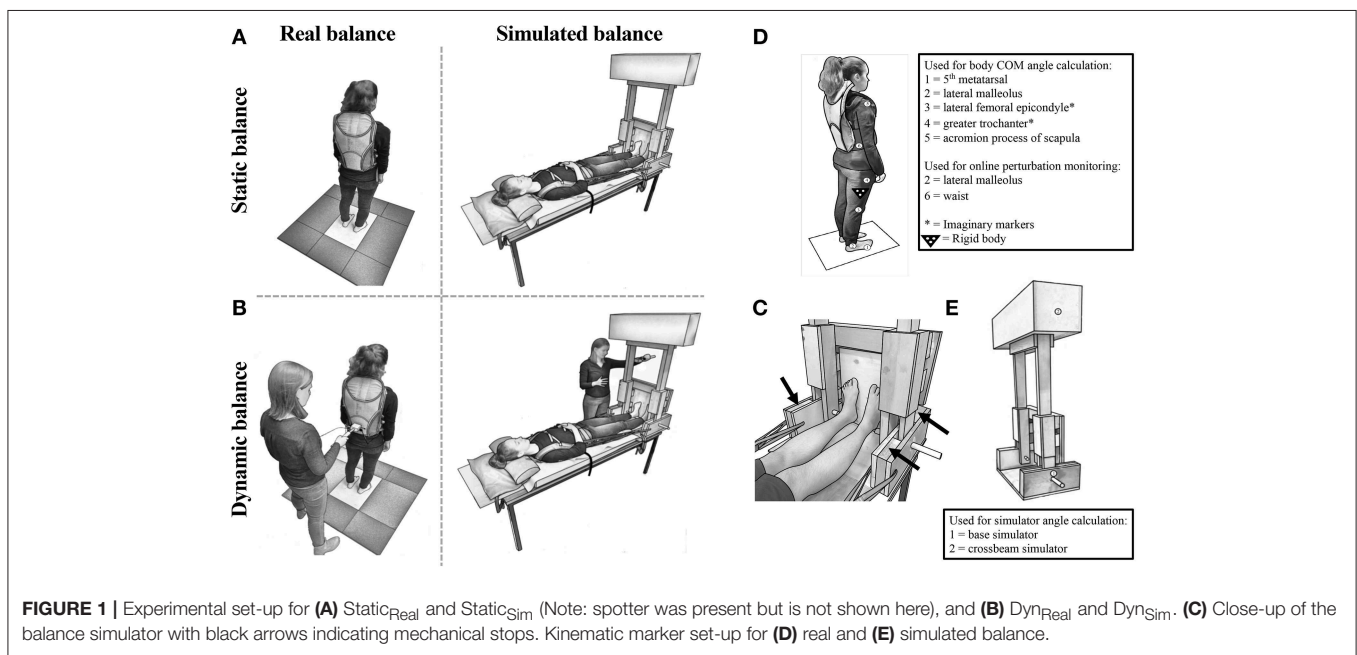 A
Real balance
Simulated balance
Static balance
B
Dynamic balance
D
Used for body COM angle calculation:
1 = 5th metatarsal
2 = lateral malleolus
3 = lateral femoral epicondyle*
4 = greater trochanter*
5 = acromion process of scapula
Used for online perturbation monitoring:
2 = lateral malleolus
6 = waist
* = Imaginary markers
= Rigid body
C
E
Used for simulator angle calculation:
1 = base simulator
2 = crossbeam simulator
FIGURE 1 | Experimental set-up for (A) StaticReal and StaticSim (Note: spotter was present but is not shown here), and (B) DynReal and DynSim. (C) Close-up of the
balance simulator with black arrows indicating mechanical stops. Kinematic marker set-up for (D) real and (E) simulated balance.